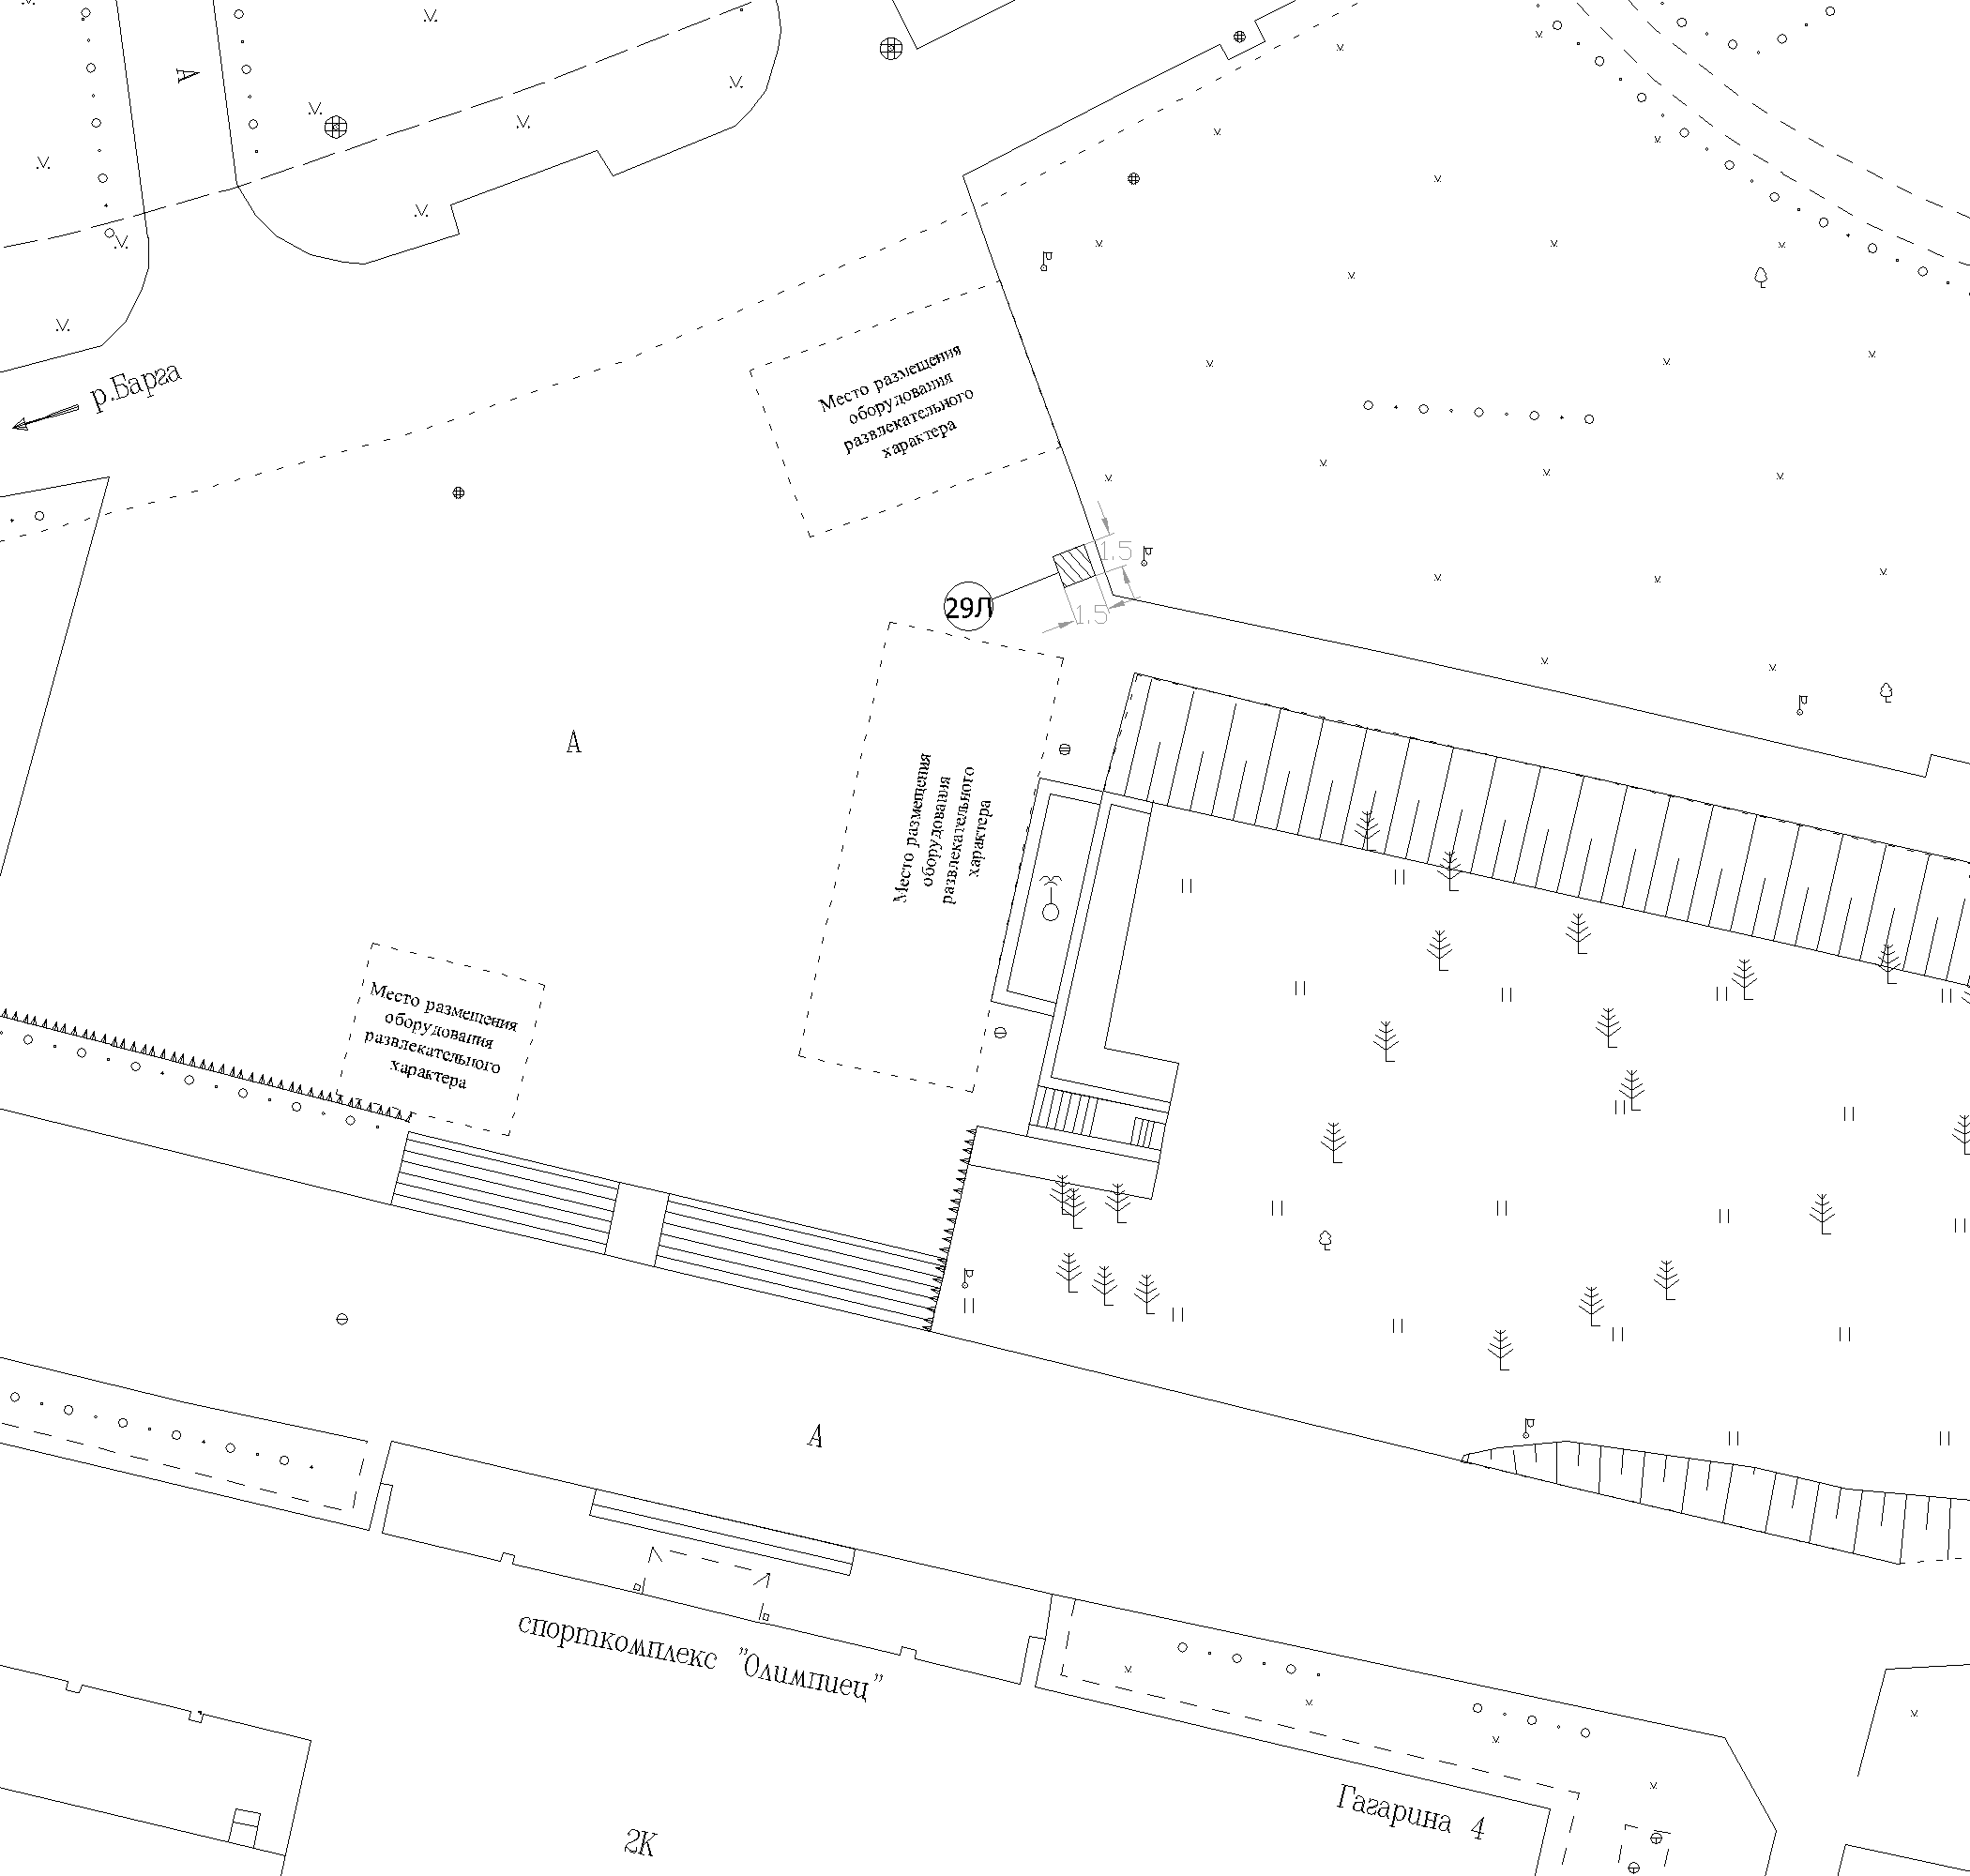 А
р.Барга
Место размещения
оборудования
развлекательного
характера
1.5
29Л
1.5
А
Место размещения
оборудования
развлекательного
характера
Место размещения
оборудования
развлекательного
характера
А
спорткомплекс "Олимпиец"
Гагарина 4
2К